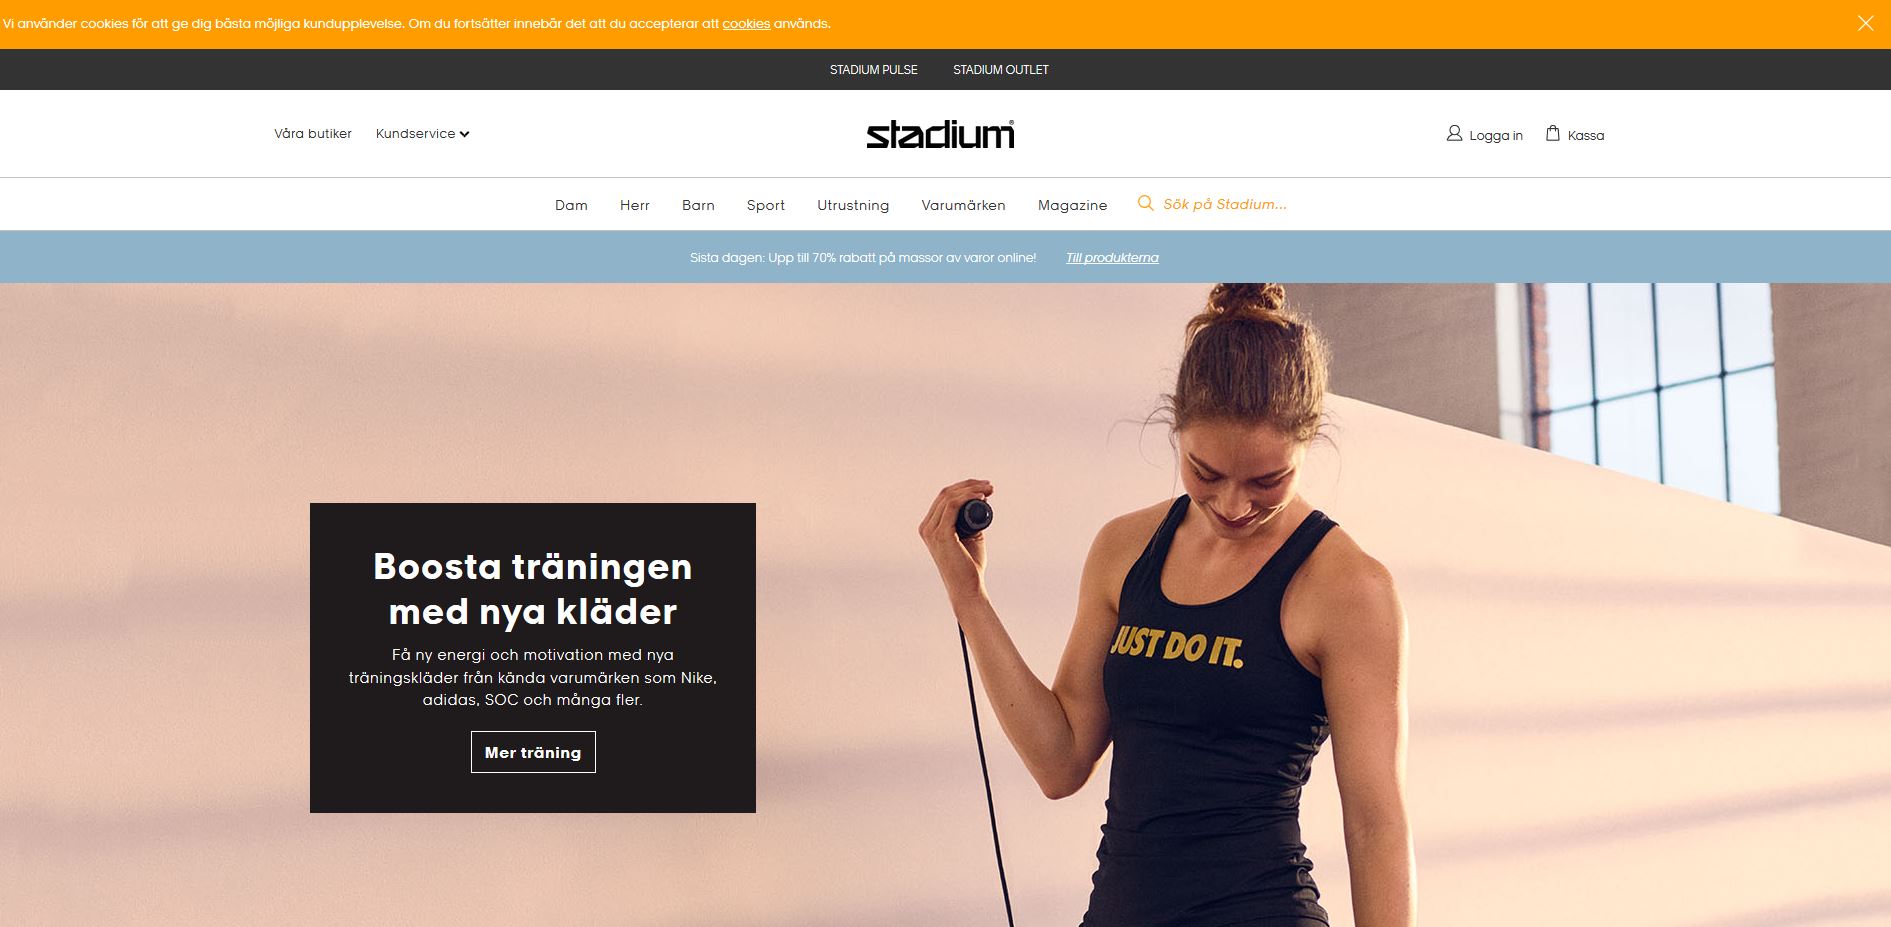 Vi använder cookies för att ge dig bästa möjliga kundupplevelse. Om du fortsätter innebär det att du accepterar att cookies används.
STADIUM PULSE STADIUM OUTLET
Våra butiker Kundservice stadium® Logga in Kassa
Dam Herr Barn Sport Utrustning Varumärken Magazine Sök på Stadium...
Sista dagen: Upp till 70% rabatt på massor av varor online! Till produkterna
Boosta träningen
med nya kläder
Få ny energi och motivation med nya
träningskläder från kända varumärken som Nike,
adidas, SOC och många fler.
Mer träning
JUST DO IT.